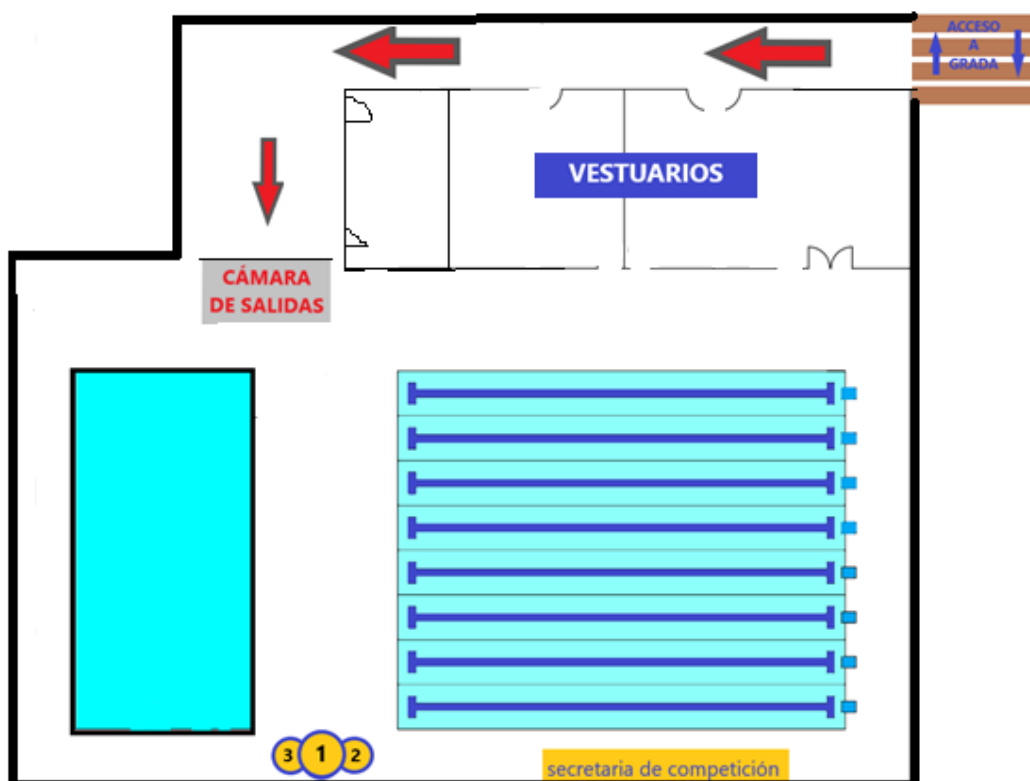 ACCESO
A
GRADA
VESTUARIOS
CÁMARA
DE SALIDAS
3 1 2
secretaria de competición